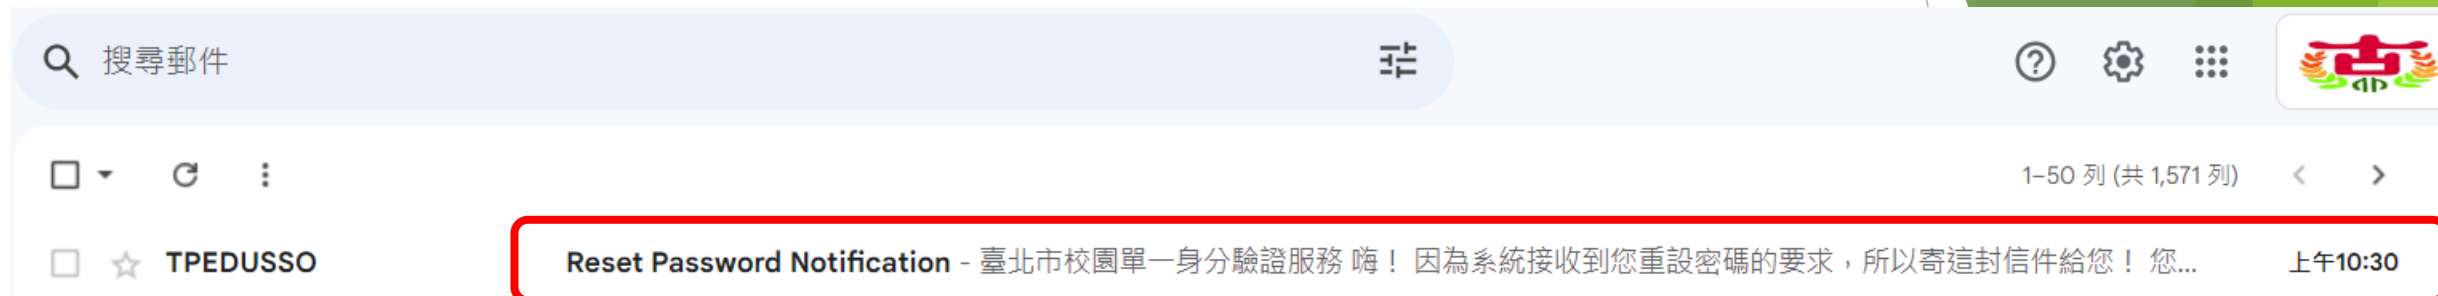 搜尋郵件
1–50 列 (共 1,571 列)
TPEDUSSO Reset Password Notification - 臺北市校園單一身分驗證服務 嗨！ 因為系統接收到您重設密碼的要求，所以寄這封信件給您！ 您... 上午10:30